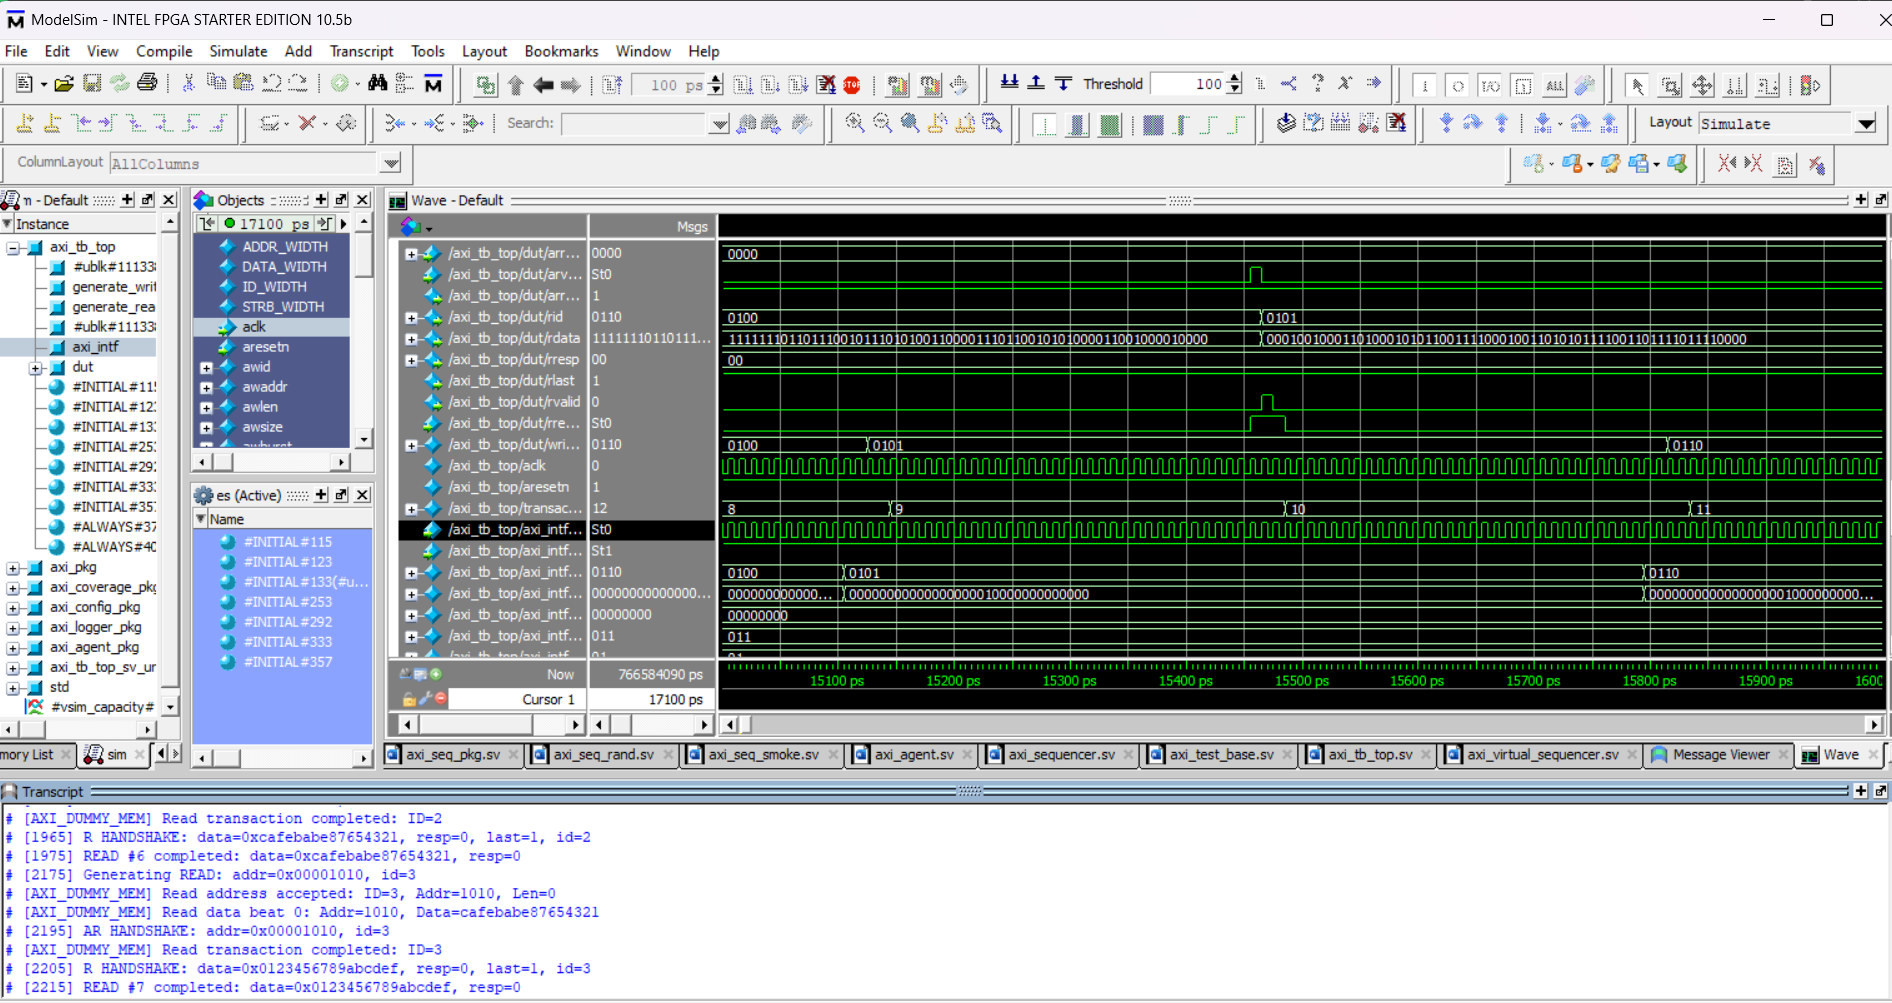 ModelSim - INTEL FPGA STARTER EDITION 10.5b
File Edit View Compile Simulate Add Transcript Tools Layout Bookmarks Window Help
100 ps
Threshold 100
Search:
Layout Simulate
ColumnLayout AllColumns
n - Default
Instance
axi_tb_top
#ublk#11133
generate_writ
generate_rea
#ublk#11133
axi_intf
dut
#INITIAL#11
#INITIAL#12
#INITIAL#13
#INITIAL#25
#INITIAL#29
#INITIAL#33
#INITIAL#35
#ALWAYS#37
#ALWAYS#40
axi_pkg
axi_coverage_pkg
axi_config_pkg
axi_logger_pkg
axi_agent_pkg
axi_tb_top_sv_ur
std
#vsim_capacity#
Objects
17100 ps
ADDR_WIDTH
DATA_WIDTH
ID_WIDTH
STRB_WIDTH
aclk
aresetn
awid
awaddr
awlen
awsize
es (Active)
Name
#INITIAL#115
#INITIAL#123
#INITIAL#133(#u...
#INITIAL#253
#INITIAL#292
#INITIAL#333
#INITIAL#357
Wave - Default
Msgs
/axi_tb_top/dut/arr... 0000 0000
/axi_tb_top/dut/arv... St0
/axi_tb_top/dut/arr... 1
/axi_tb_top/dut/rid 0110 0100 0101
/axi_tb_top/dut/rdata 11111110110111...
/axi_tb_top/dut/rresp 00 00
/axi_tb_top/dut/rlast 1
/axi_tb_top/dut/rvalid 0
/axi_tb_top/dut/rre... St0
/axi_tb_top/dut/wri... 0110 0100 0101 0110
/axi_tb_top/aclk 0
/axi_tb_top/aresetn 1
/axi_tb_top/transac... 12 8 9 10 11
/axi_tb_top/axi_intf... St0
/axi_tb_top/axi_intf... St1
/axi_tb_top/axi_intf... 0110 0100 0101 0110
/axi_tb_top/axi_intf...
/axi_tb_top/axi_intf... 00000000 00000000
/axi_tb_top/axi_intf... 011 011
Now 766584090 ps
15100 ps 15200 ps 15300 ps 15400 ps 15500 ps 15600 ps 15700 ps 15800 ps 15900 ps 1600
Cursor 1 17100 ps
mory List sim
axi_seq_pkg.sv axi_seq_rand.sv axi_seq_smoke.sv axi_agent.sv axi_sequencer.sv axi_test_base.sv axi_tb_top.sv axi_virtual_sequencer.sv Message Viewer Wave
Transcript
# [AXI_DUMMY_MEM] Read transaction completed: ID=2
# [1965] R HANDSHAKE: data=0xcafebabe87654321, resp=0, last=1, id=2
# [1975] READ #6 completed: data=0xcafebabe87654321, resp=0
# [2175] Generating READ: addr=0x00001010, id=3
# [AXI_DUMMY_MEM] Read address accepted: ID=3, Addr=1010, Len=0
# [AXI_DUMMY_MEM] Read data beat 0: Addr=1010, Data=cafebabe87654321
# [2195] AR HANDSHAKE: addr=0x00001010, id=3
# [AXI_DUMMY_MEM] Read transaction completed: ID=3
# [2205] R HANDSHAKE: data=0x0123456789abcdef, resp=0, last=1, id=3
# [2215] READ #7 completed: data=0x0123456789abcdef, resp=0